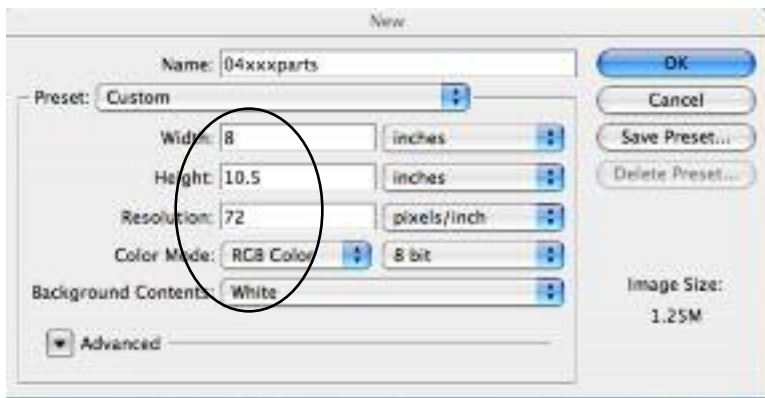 New
Name: 04xxxparts
OK
Preset: Custom
Cancel
Width: 8 inches
Save Preset...
Height: 10.5 inches
Delete Preset...
Resolution: 72 pixels/inch
Color Mode: RGB Color 8 bit
Background Contents: White
Image Size:
1.25M
Advanced